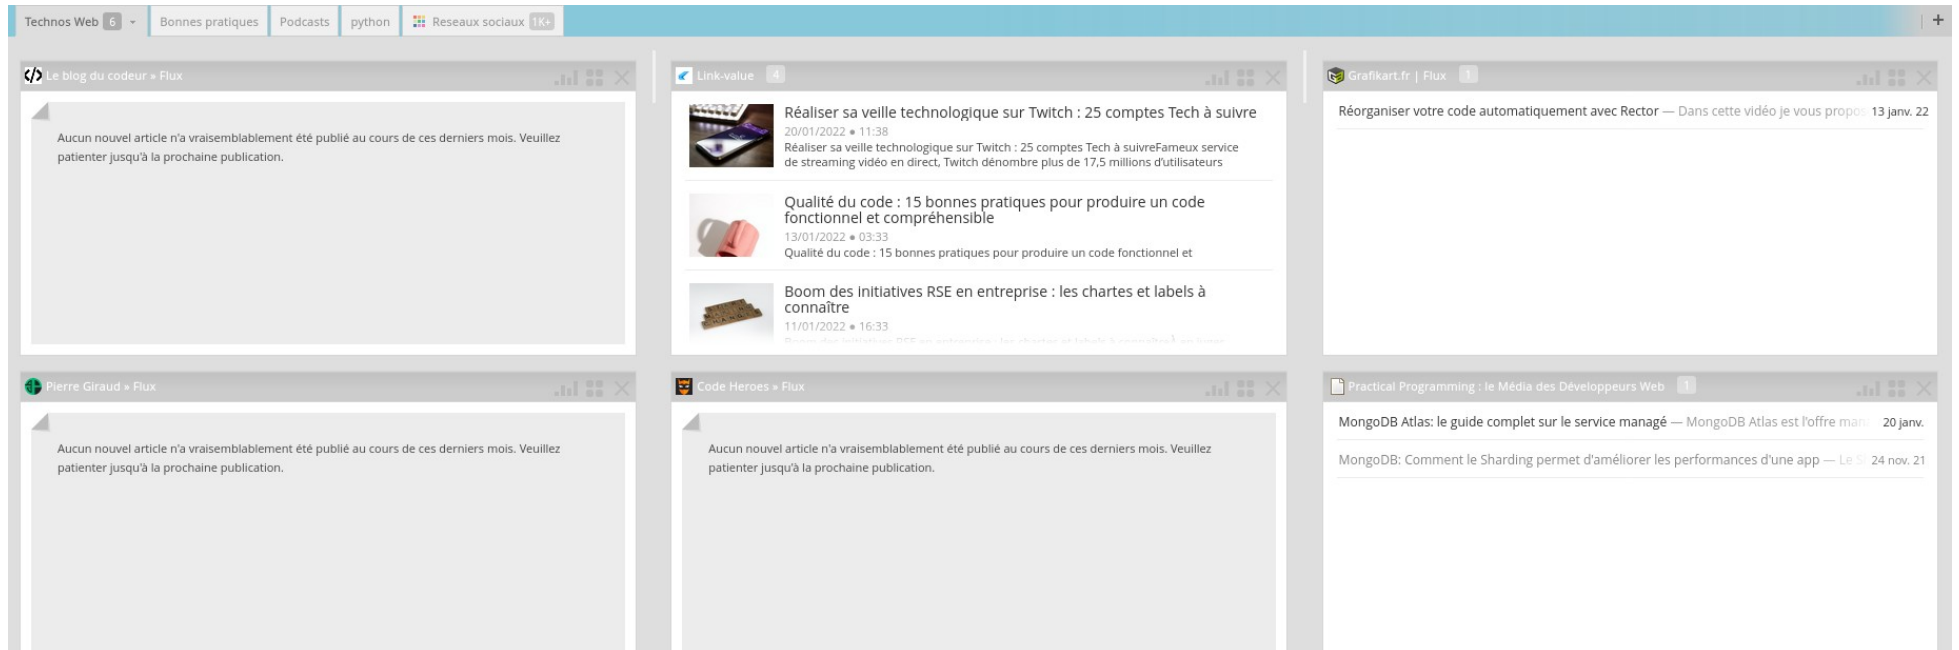 Technos Web 6
Bonnes pratiques
Podcasts
python
Reseaux sociaux 1K+
+
Le blog du codeur » Flux
Aucun nouvel article n'a vraisemblablement été publié au cours de ces derniers mois. Veuillez
patienter jusqu'à la prochaine publication.
Link-value 4
Réaliser sa veille technologique sur Twitch : 25 comptes Tech à suivre
20/01/2022 ● 11:38
Réaliser sa veille technologique sur Twitch : 25 comptes Tech à suivreFameux service
de streaming vidéo en direct, Twitch dénombre plus de 17,5 millions d'utilisateurs
Qualité du code : 15 bonnes pratiques pour produire un code
fonctionnel et compréhensible
13/01/2022 ● 03:33
Qualité du code : 15 bonnes pratiques pour produire un code fonctionnel et
Boom des initiatives RSE en entreprise : les chartes et labels à
connaître
11/01/2022 ● 16:33
Grafikart.fr | Flux 1
Réorganiser votre code automatiquement avec Rector — Dans cette vidéo je vous propos 13 janv. 22
Pierre Giraud » Flux
Aucun nouvel article n'a vraisemblablement été publié au cours de ces derniers mois. Veuillez
patienter jusqu'à la prochaine publication.
Code Heroes » Flux
Aucun nouvel article n'a vraisemblablement été publié au cours de ces derniers mois. Veuillez
patienter jusqu'à la prochaine publication.
Practical Programming : le Média des Développeurs Web 1
MongoDB Atlas: le guide complet sur le service managé — MongoDB Atlas est l'offre man 20 janv.
MongoDB: Comment le Sharding permet d'améliorer les performances d'une app — Le S 24 nov. 21